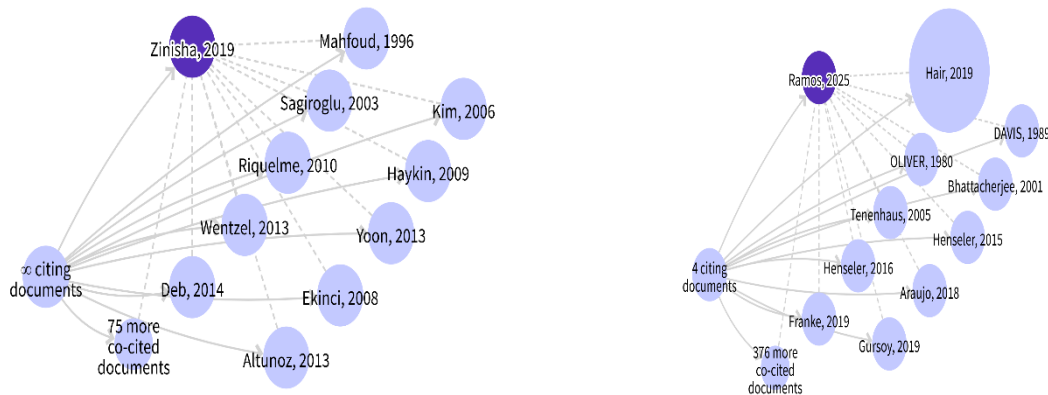 Zinisha, 2019
Mahfoud, 1996
Sagiroglu, 2003
Kim, 2006
Riquelme, 2010
Haykin, 2009
Wentzel, 2013
Yoon, 2013
∞ citing
documents
Deb, 2014
Ekinci, 2008
75 more
co-cited
documents
Altunoz, 2013
Ramos, 2025
Hair, 2019
DAVIS, 1989
OLIVER, 1980
Bhattacherjee, 2001
Tenenhaus, 2005
Henseler, 2015
4 citing
documents
Henseler, 2016
Araujo, 2018
Franke, 2019
Gursoy, 2019
376 more
co-cited
documents